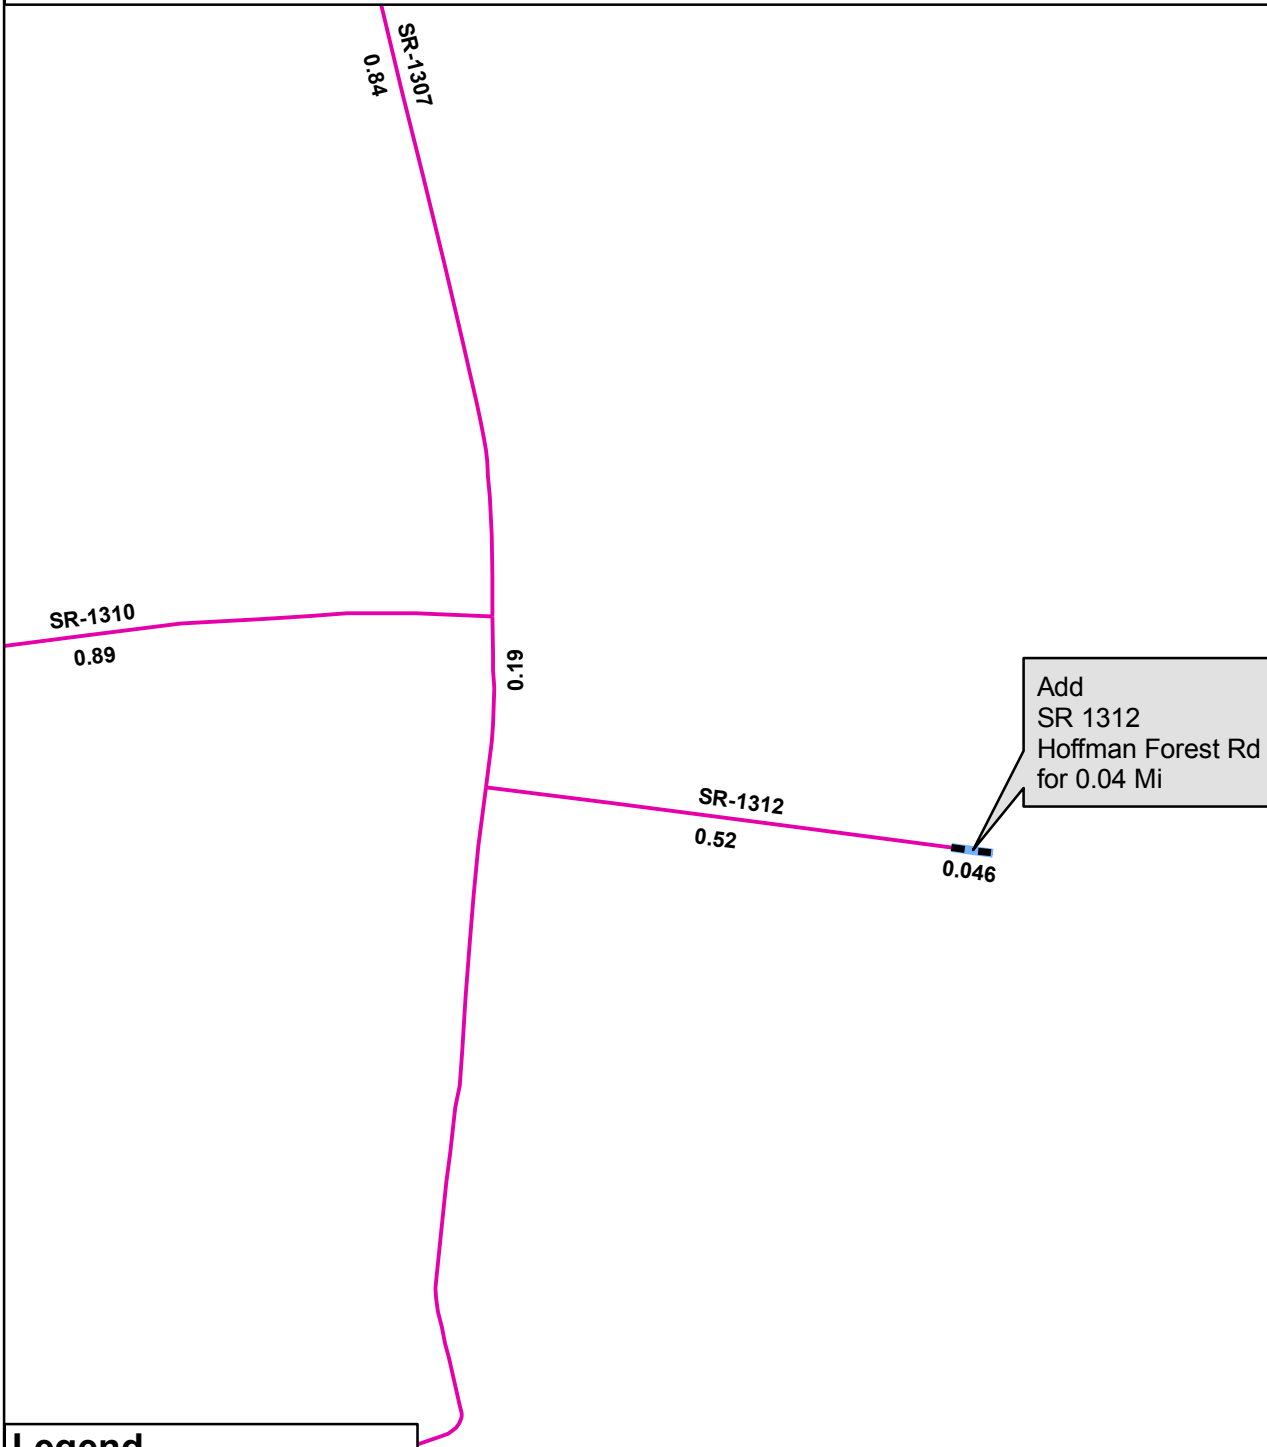 SR-1307
0.84
SR-1310
0.89
0.19
Add
SR 1312
Hoffman Forest Rd
for 0.04 Mi
SR-1312
0.52
0.046
Legend